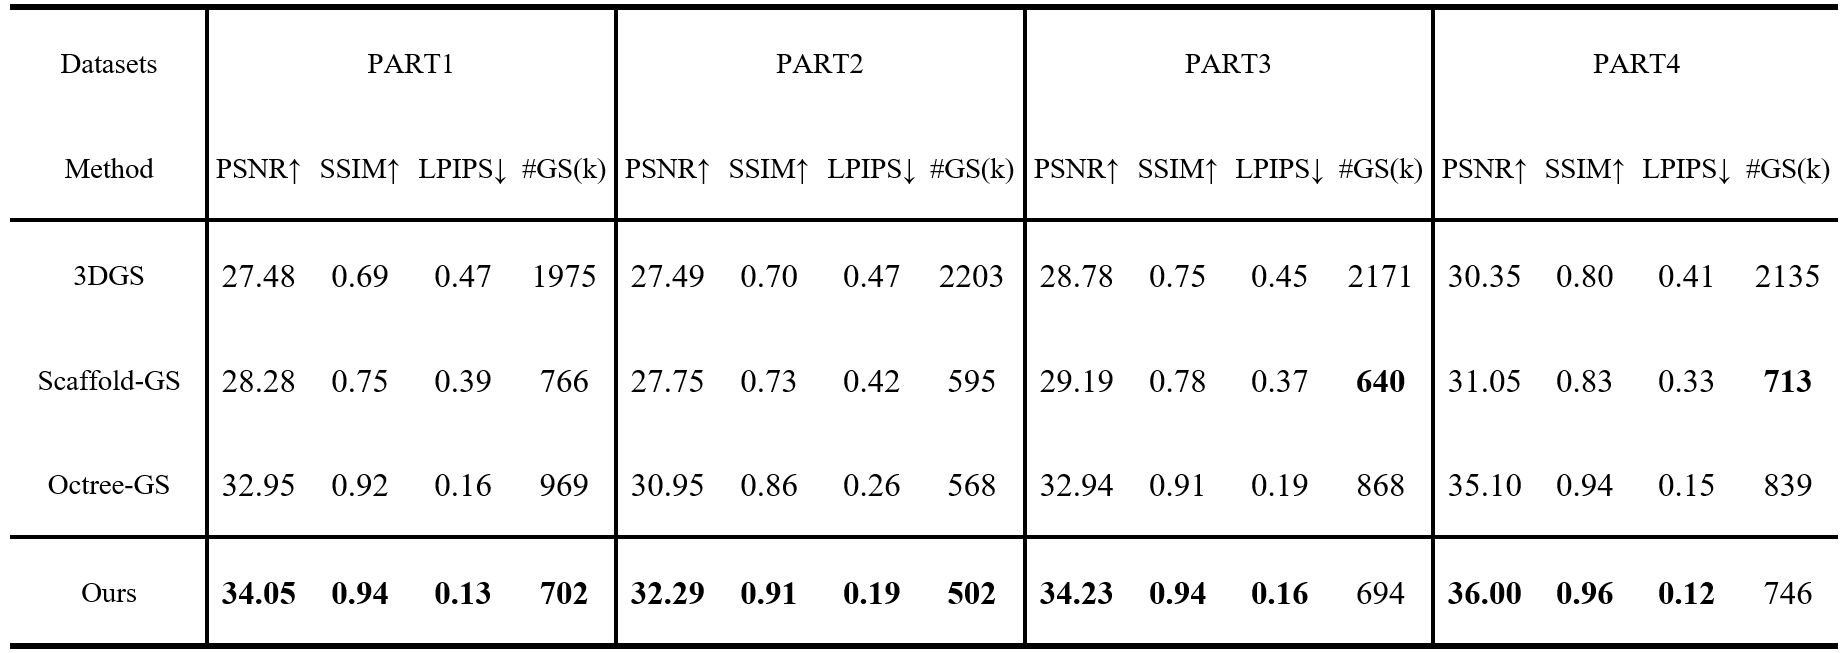 Datasets PART1 PART2 PART3 PART4
Method PSNR↑ SSIM↑ LPIPS↓ #GS(k) PSNR↑ SSIM↑ LPIPS↓ #GS(k) PSNR↑ SSIM↑ LPIPS↓ #GS(k) PSNR↑ SSIM↑ LPIPS↓ #GS(k)
3DGS 27.48 0.69 0.47 1975 27.49 0.70 0.47 2203 28.78 0.75 0.45 2171 30.35 0.80 0.41 2135
Scaffold-GS 28.28 0.75 0.39 766 27.75 0.73 0.42 595 29.19 0.78 0.37 640 31.05 0.83 0.33 713
Octree-GS 32.95 0.92 0.16 969 30.95 0.86 0.26 568 32.94 0.91 0.19 868 35.10 0.94 0.15 839
Ours 34.05 0.94 0.13 702 32.29 0.91 0.19 502 34.23 0.94 0.16 694 36.00 0.96 0.12 746